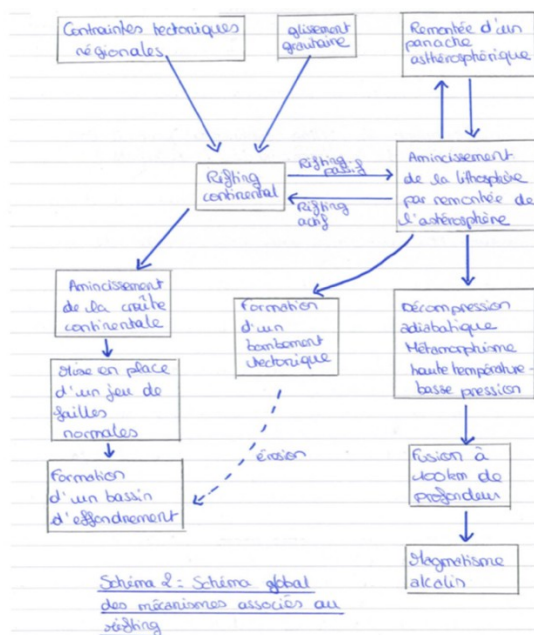 Contraintes tectoniques
régionales
glissement
gravitaire
Remontée d'un
panache
asthérosphérique
Rifting
continental
Rifting
passif
Rifting
actif
Amincissement
de la lithosphère
par remontée de
l'astérosphène
Amincissement
de la croûte
continentale
Formation
d'un
bombement
tectonique
Décompression
adiabatique
Métamorphisme
haute température -
basse pression
Mise en place
d'un jeu de
failles
normales
érosion
Formation
d'un bassin
d'effondrement
Fusion à
100km de
profondeur
Magmatisme
alcalin
Schéma 2 : Schéma global
des mécanismes associés au
rifting